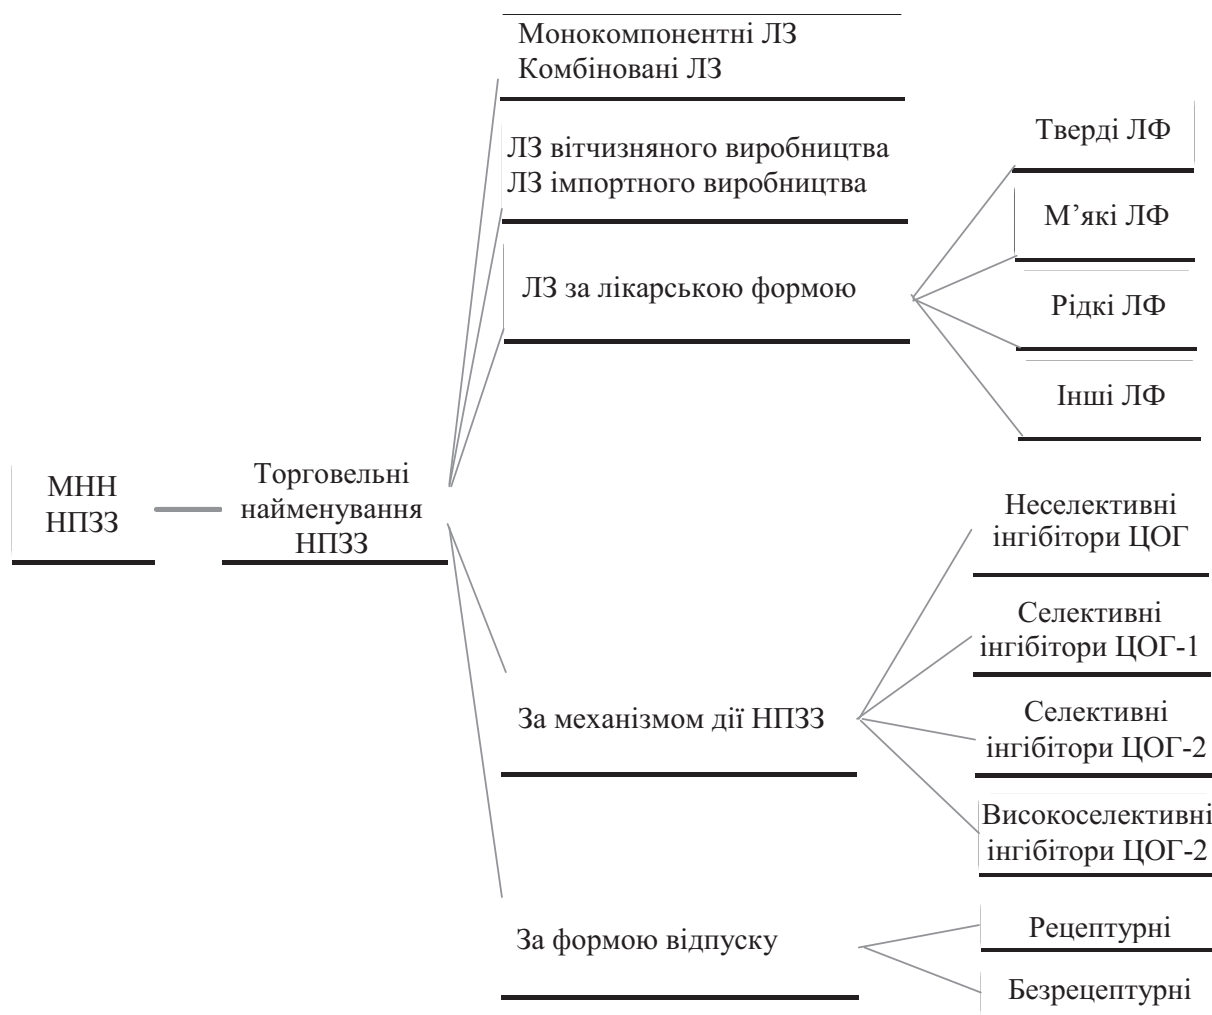 Монокомпонентні ЛЗ
Комбіновані ЛЗ
ЛЗ вітчизняного виробництва
ЛЗ імпортного виробництва
ЛЗ за лікарською формою
Тверді ЛФ
М’які ЛФ
Рідкі ЛФ
Інші ЛФ
МНН
НПЗЗ
Торговельні
найменування
НПЗЗ
За механізмом дії НПЗЗ
Неселективні
інгібітори ЦОГ
Селективні
інгібітори ЦОГ-1
Селективні
інгібітори ЦОГ-2
Високоселективні
інгібітори ЦОГ-2
За формою відпуску
Рецептурні
Безрецептурні